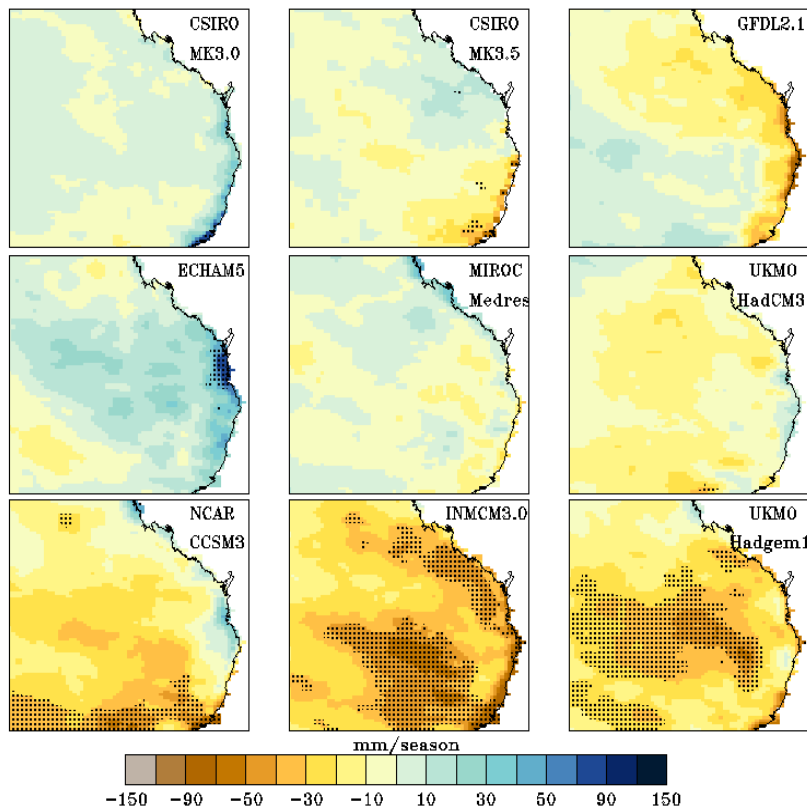 CSIRO
MK3.0
CSIRO
MK3.5
GFDL2.1
ECHAM5
MIROC
Medres
UKMO
HadCM3
NCAR
CCSM3
INMCM3.0
UKMO
Hadgem1
mm/season
-150 -90 -50 -30 -10 10 30 50 90 150